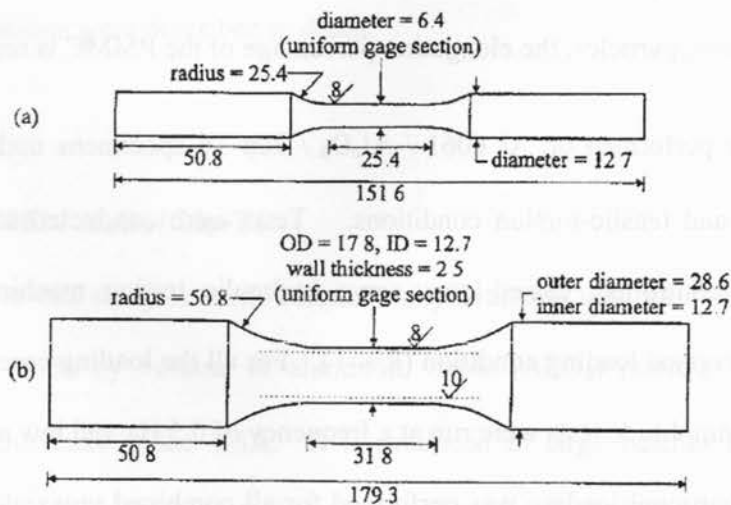 diameter = 6.4
(uniform gage section)
radius = 25.4
8
(a)
50.8
25.4
diameter = 12.7
151 6
OD = 17 8, ID = 12.7
wall thickness = 2 5
(uniform gage section)
radius = 50.8
outer diameter = 28.6
inner diameter = 12.7
8
(b)
10
50 8
31 8
179.3